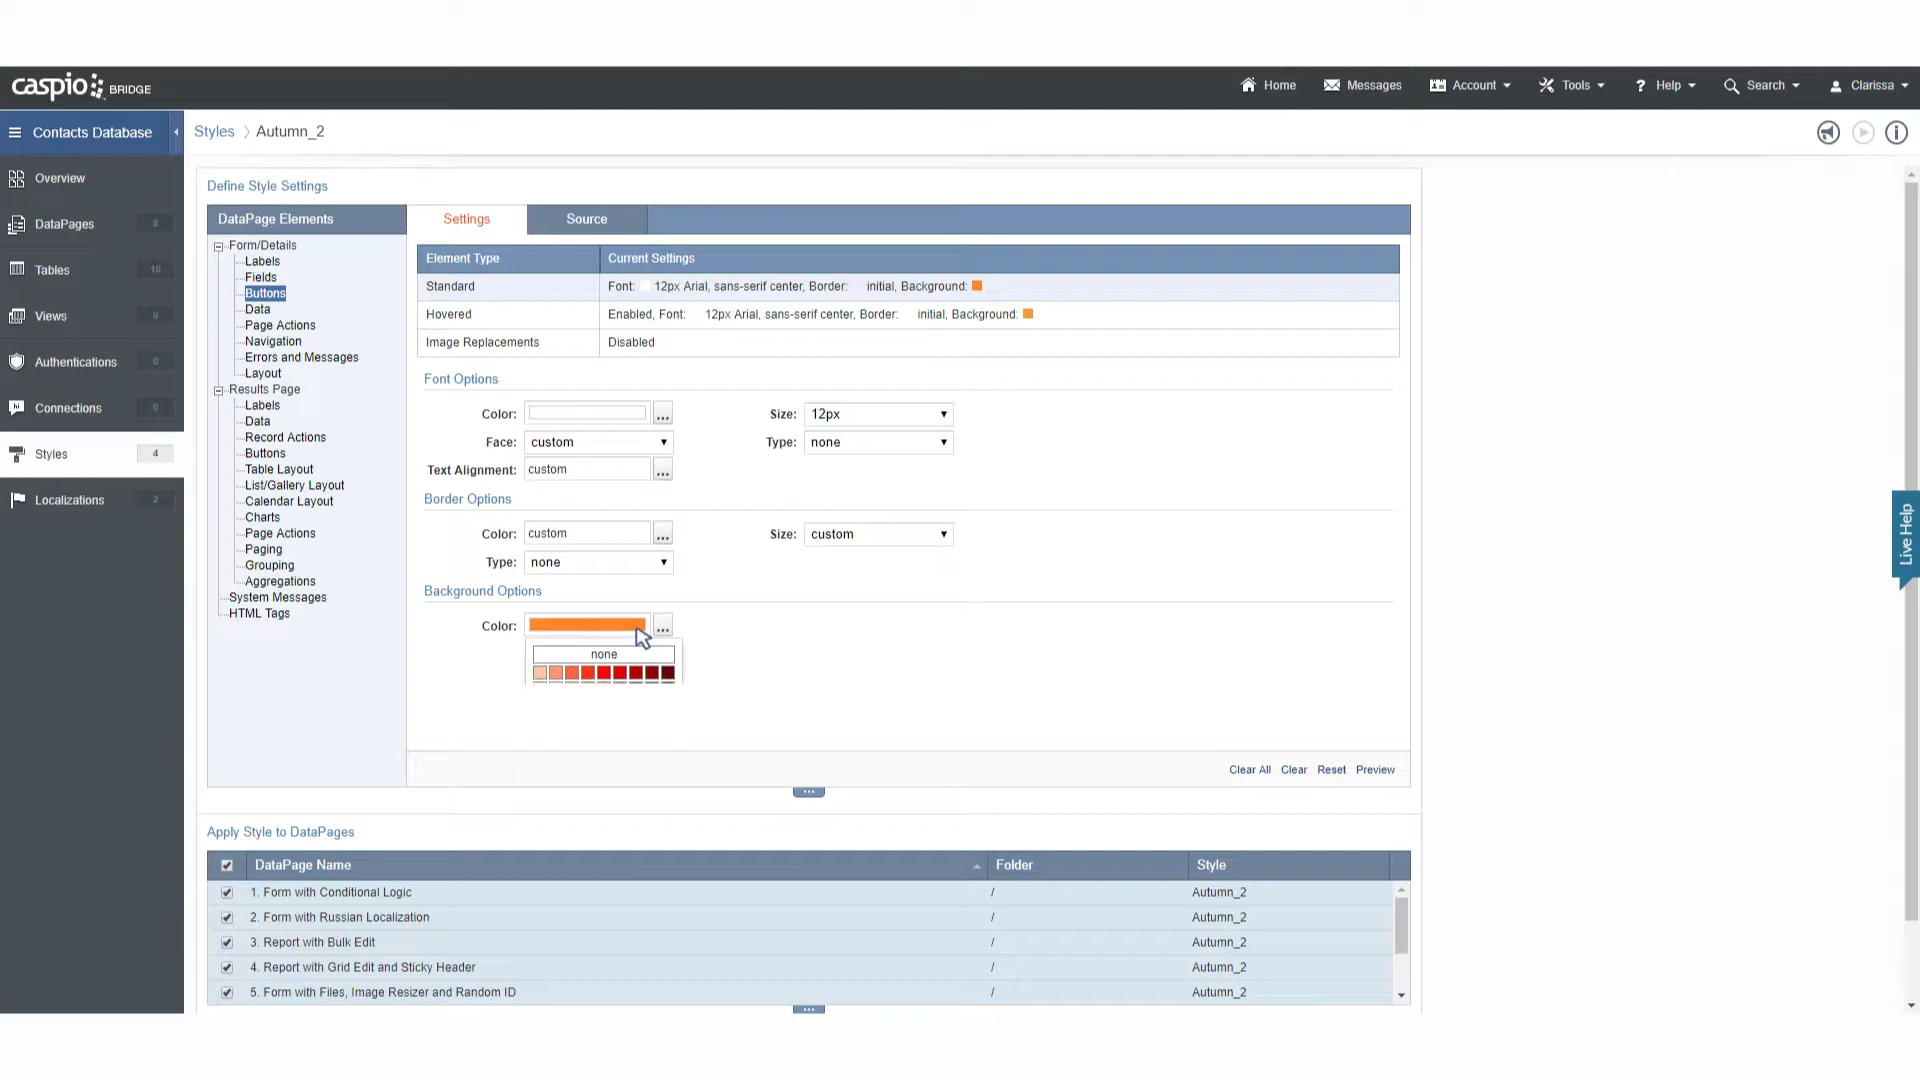 caspio BRIDGE
Home Messages Account Tools ? Help Search Clarissa
Contacts Database
Styles Autumn_2
Overview
DataPages 8
Tables 10
Views 0
Authentications 0
Connections 0
Styles 4
Localizations 2
Define Style Settings
DataPage Elements
Form/Details
Labels
Fields
Buttons
Data
Page Actions
Navigation
Errors and Messages
Layout
Results Page
Labels
Data
Record Actions
Buttons
Table Layout
List/Gallery Layout
Calendar Layout
Charts
Page Actions
Paging
Grouping
Aggregations
System Messages
HTML Tags
Settings Source
Element Type Current Settings
Standard Font: 12px Arial, sans-serif center, Border: initial, Background:
Hovered Enabled, Font: 12px Arial, sans-serif center, Border: initial, Background:
Image Replacements Disabled
Font Options
Color: ... Size: 12px
Face: custom Type: none
Text Alignment: custom ...
Border Options
Color: custom ... Size: custom
Type: none
Background Options
Color: ...
none
Clear All Clear Reset Preview
Live Help
Apply Style to DataPages
DataPage Name Folder Style
1. Form with Conditional Logic / Autumn_2
2. Form with Russian Localization / Autumn_2
3. Report with Bulk Edit / Autumn_2
4. Report with Grid Edit and Sticky Header / Autumn_2
5. Form with Files, Image Resizer and Random ID / Autumn_2